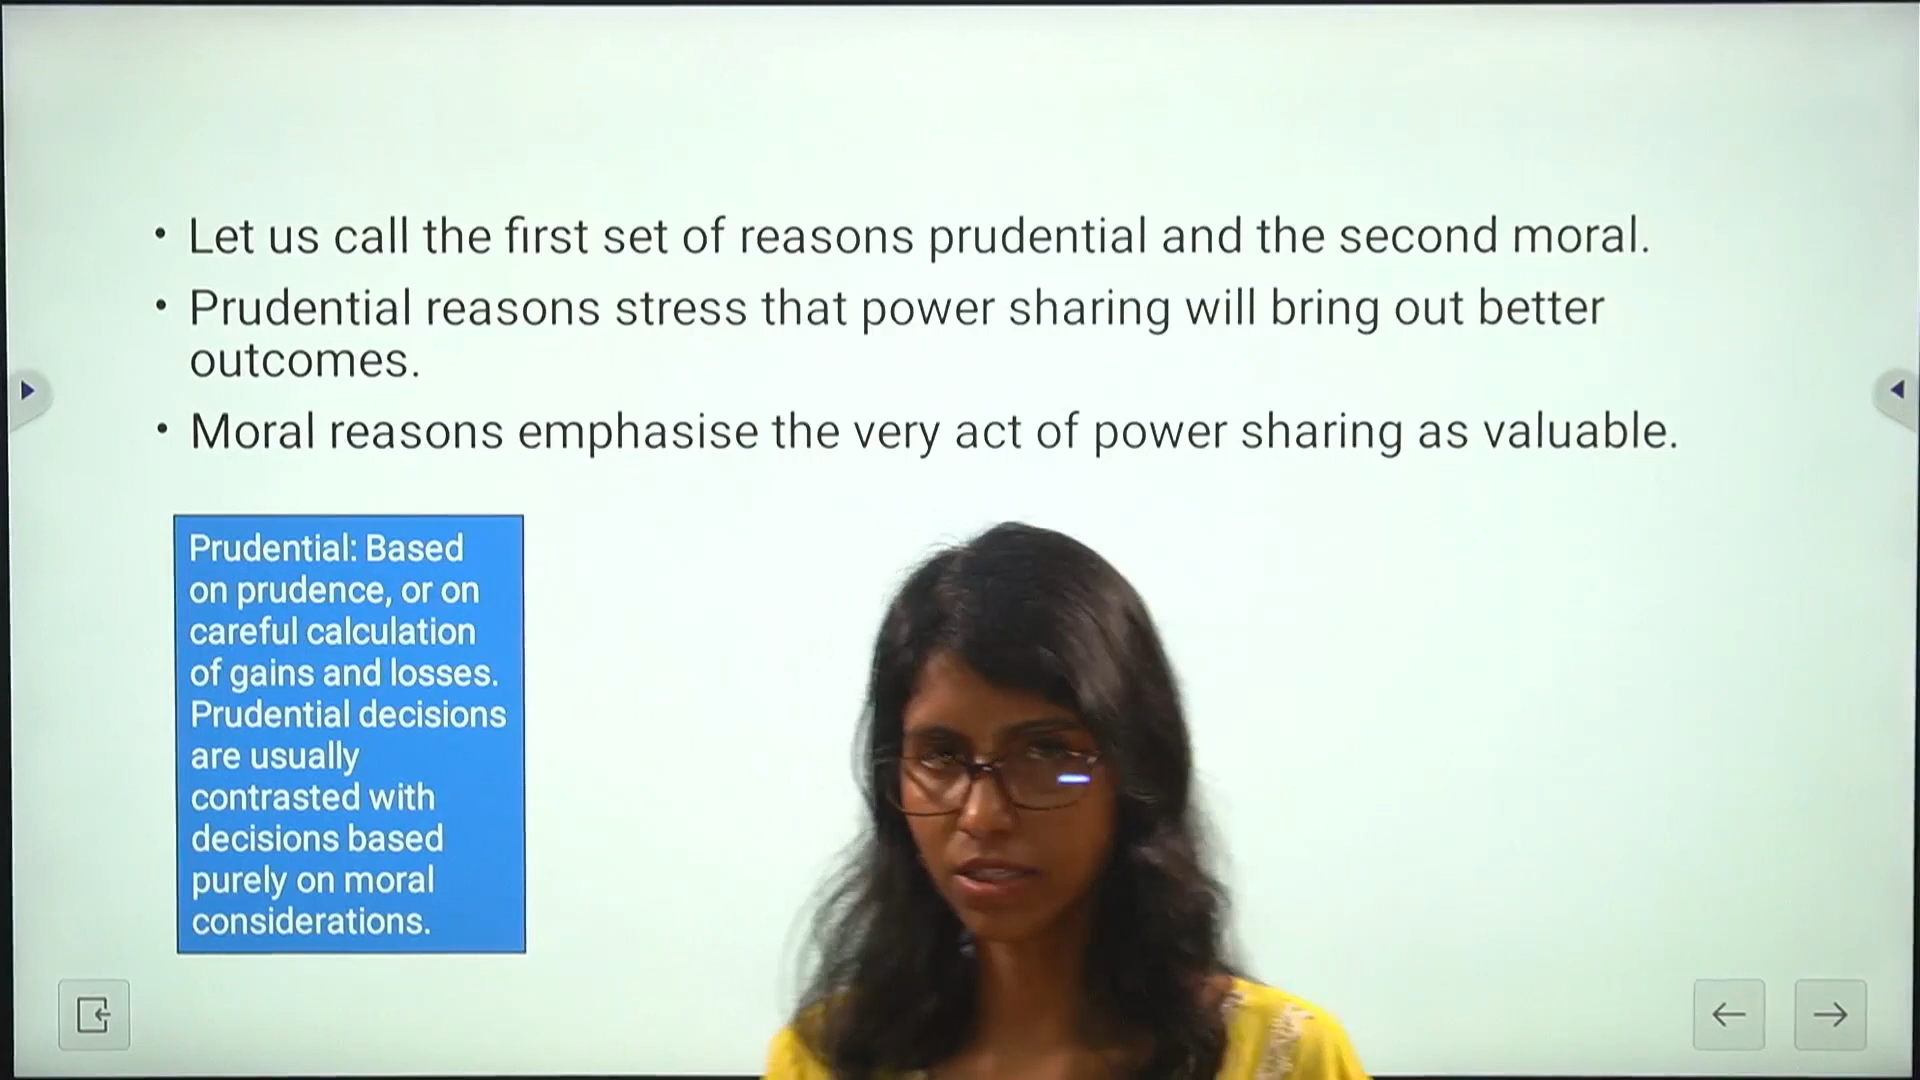 • Let us call the first set of reasons prudential and the second moral.
• Prudential reasons stress that power sharing will bring out better
outcomes.
• Moral reasons emphasise the very act of power sharing as valuable.
Prudential: Based
on prudence, or on
careful calculation
of gains and losses.
Prudential decisions
are usually
contrasted with
decisions based
purely on moral
considerations.